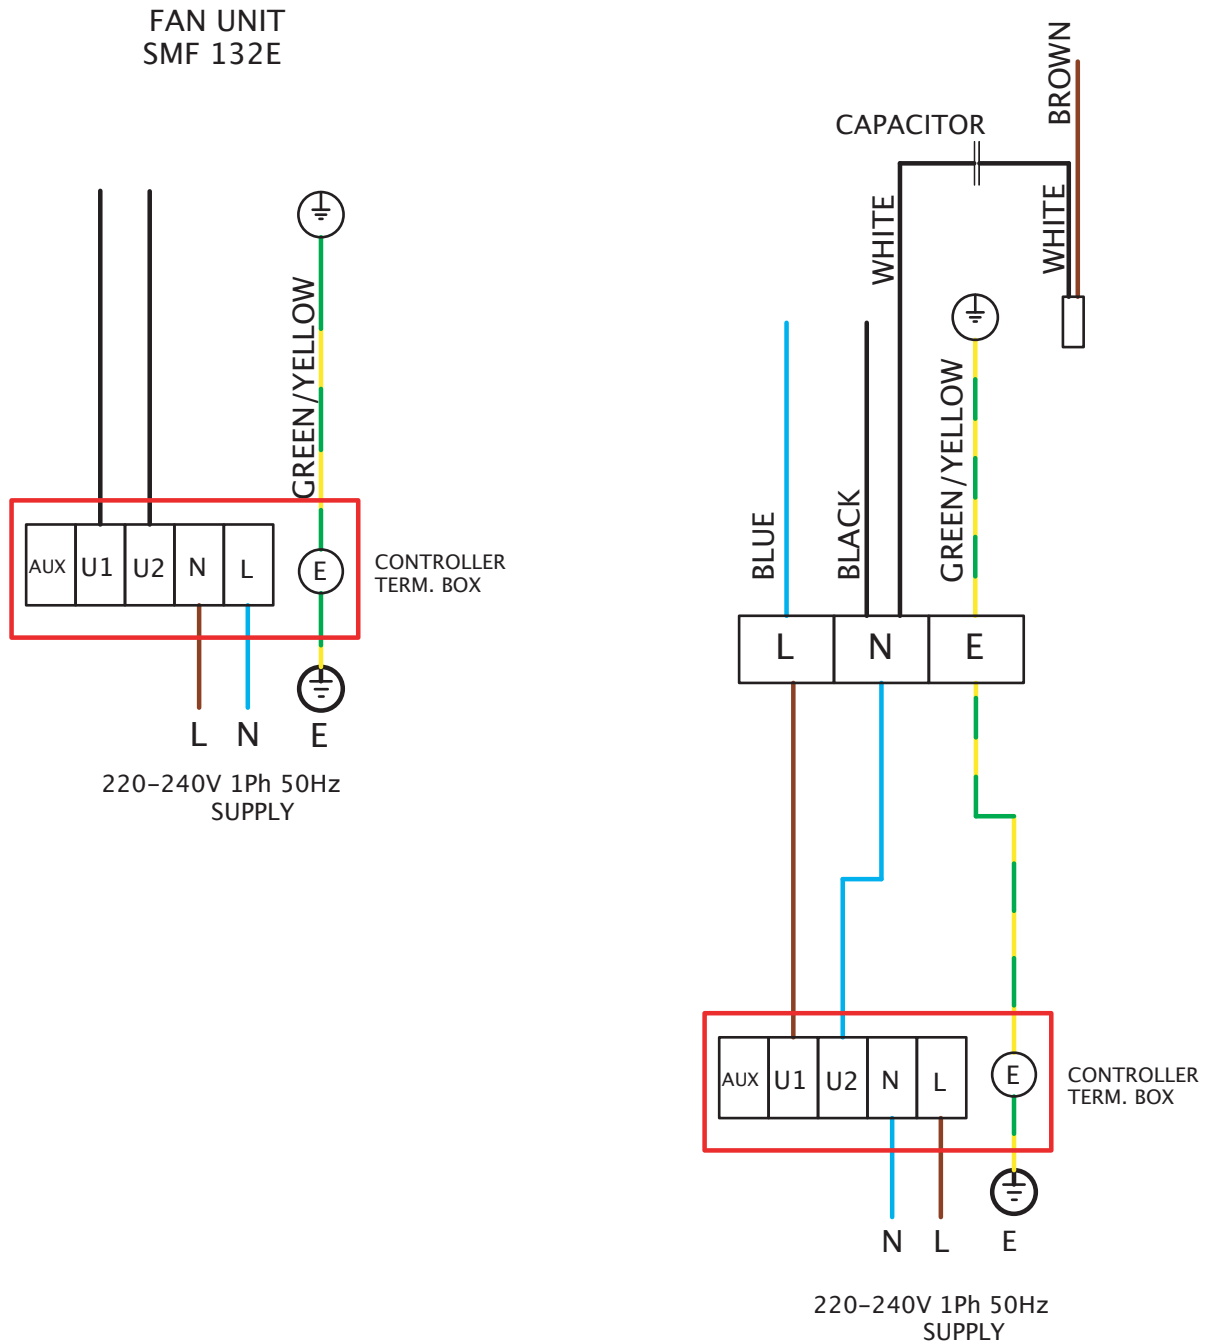 FAN UNIT
SMF 132E
GREEN/YELLOW
AUX U1 U2 N L E
CONTROLLER
TERM. BOX
L N E
220-240V 1Ph 50Hz
SUPPLY
BROWN
CAPACITOR
WHITE
WHITE
BLUE
BLACK
GREEN/YELLOW
L N E
AUX U1 U2 N L E
CONTROLLER
TERM. BOX
N L E
220-240V 1Ph 50Hz
SUPPLY